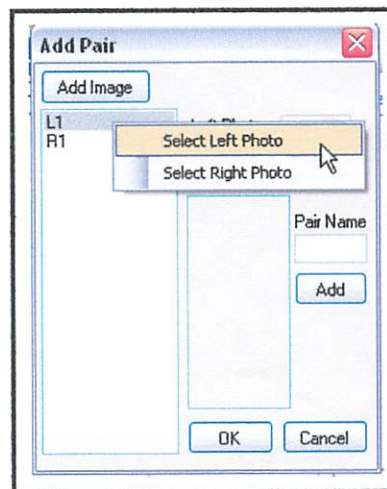 Add Pair
Add Image
L1
R1
Select Left Photo
Select Right Photo
Pair Name
Add
OK
Cancel